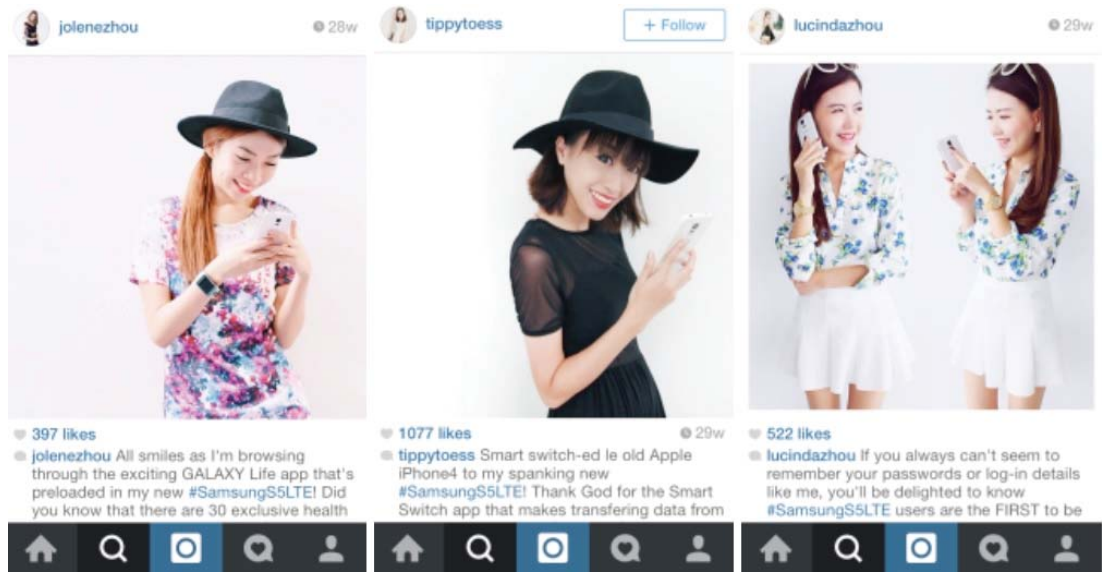 jolenezhou 28w
397 likes
jolenezhou All smiles as I'm browsing
through the exciting GALAXY Life app that's
preloaded in my new #SamsungS5LTE! Did
you know that there are 30 exclusive health
tippytoess + Follow
1077 likes 29w
tippytoess Smart switch-ed le old Apple
iPhone4 to my spanking new
#SamsungS5LTE! Thank God for the Smart
Switch app that makes transfering data from
lucindazhou 29w
522 likes
lucindazhou If you always can't seem to
remember your passwords or log-in details
like me, you'll be delighted to know
#SamsungS5LTE users are the FIRST to be